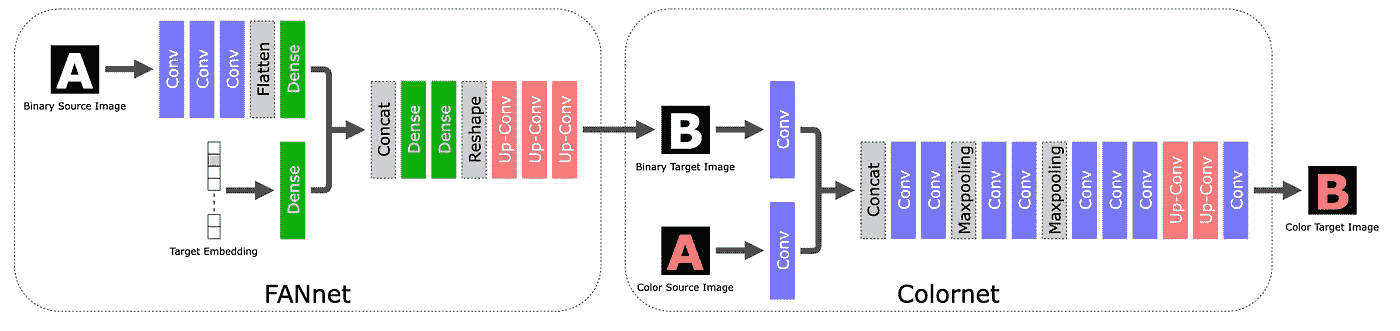 A
Binary Source Image
Conv
Conv
Conv
Flatten
Dense
Target Embedding
Dense
Concat
Dense
Dense
Reshape
Up-Conv
Up-Conv
Up-Conv
FANnet
B
Binary Target Image
Conv
A
Color Source Image
Conv
Concat
Conv
Conv
Maxpooling
Conv
Conv
Maxpooling
Conv
Conv
Conv
Up-Conv
Up-Conv
Conv
Colornet
B
Color Target Image